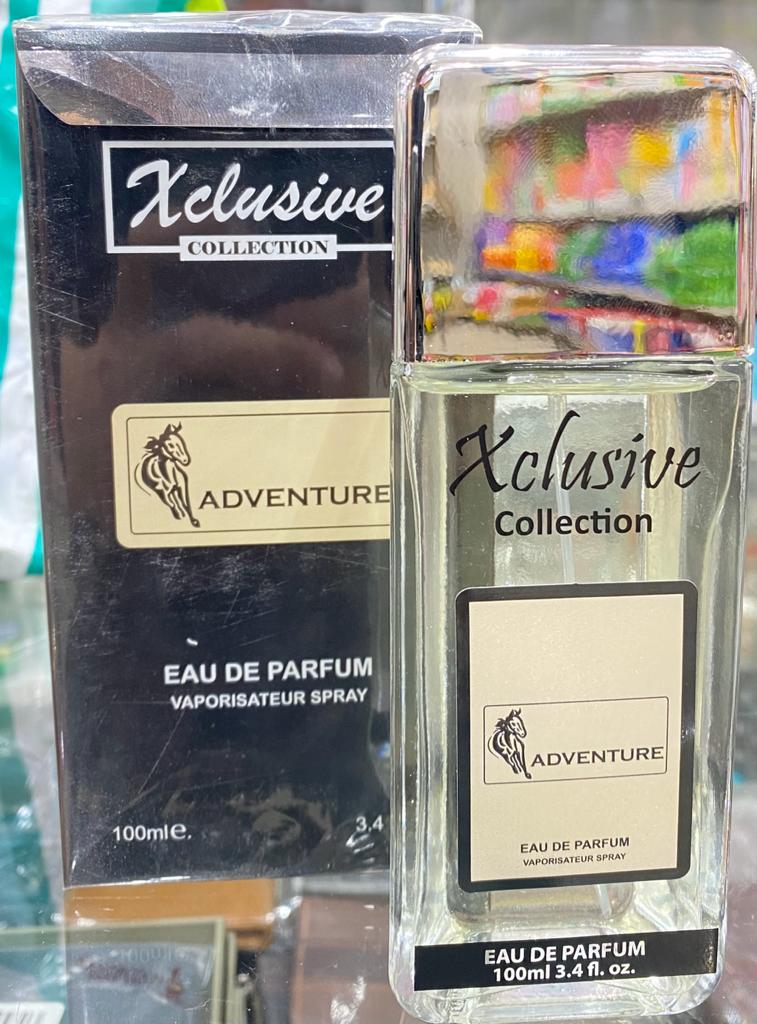 Xclusive
COLLECTION
ADVENTURE
EAU DE PARFUM
VAPORISATEUR SPRAY
100ml e.
3.4
Xclusive
Collection
ADVENTURE
EAU DE PARFUM
VAPORISATEUR SPRAY
EAU DE PARFUM
100ml 3.4 fl. oz.